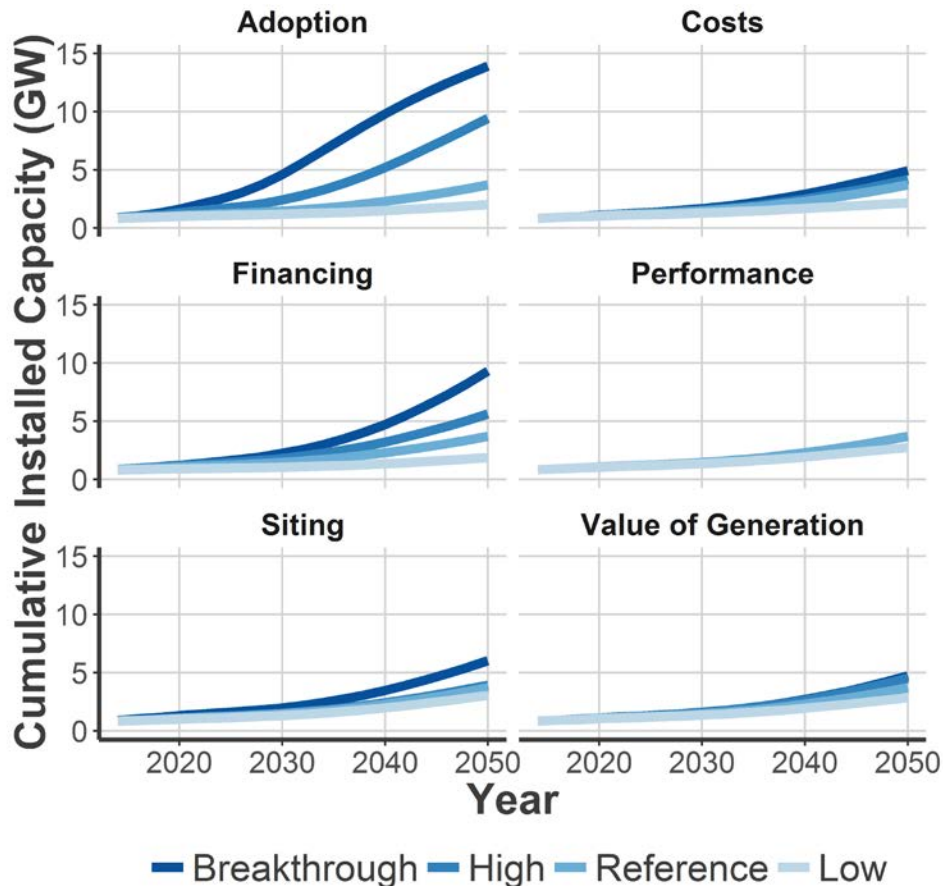 Cumulative Installed Capacity (GW)
Adoption
Costs
15
10
5
0
Financing
Performance
15
10
5
0
Siting
Value of Generation
15
10
5
0
2020 2030 2040 2050 2020 2030 2040 2050
Year
Breakthrough High Reference Low